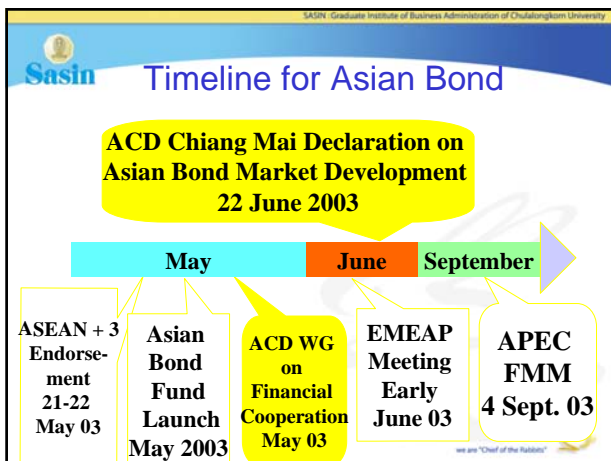 SASIN : Graduate Institute of Business Administration of Chulalongkorn University
Sasin
Timeline for Asian Bond
ACD Chiang Mai Declaration on
Asian Bond Market Development
22 June 2003
May
June
September
ASEAN + 3
Endorse-
ment
21-22
May 03
Asian
Bond
Fund
Launch
May 2003
ACD WG
on
Financial
Cooperation
May 03
EMEAP
Meeting
Early
June 03
APEC
FMM
4 Sept. 03
we are "Chief of the Rabbits"